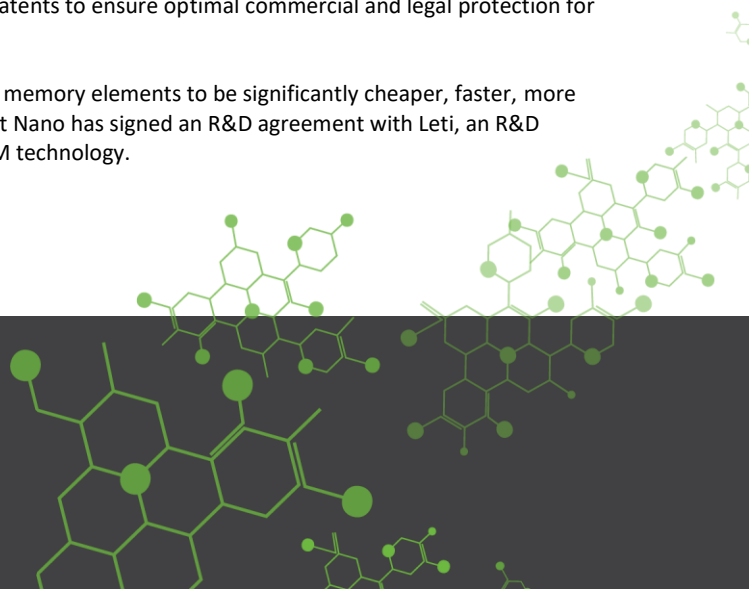 atents to ensure optimal commercial and legal protection for
memory elements to be significantly cheaper, faster, more
t Nano has signed an R&D agreement with Leti, an R&D
M technology.